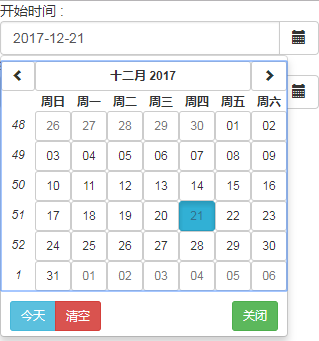 开始时间 :
2017-12-21
十二月 2017
周日 周一 周二 周三 周四 周五 周六
48 26 27 28 29 30 01 02
49 03 04 05 06 07 08 09
50 10 11 12 13 14 15 16
51 17 18 19 20 21 22 23
52 24 25 26 27 28 29 30
1 31 01 02 03 04 05 06
今天 清空 关闭